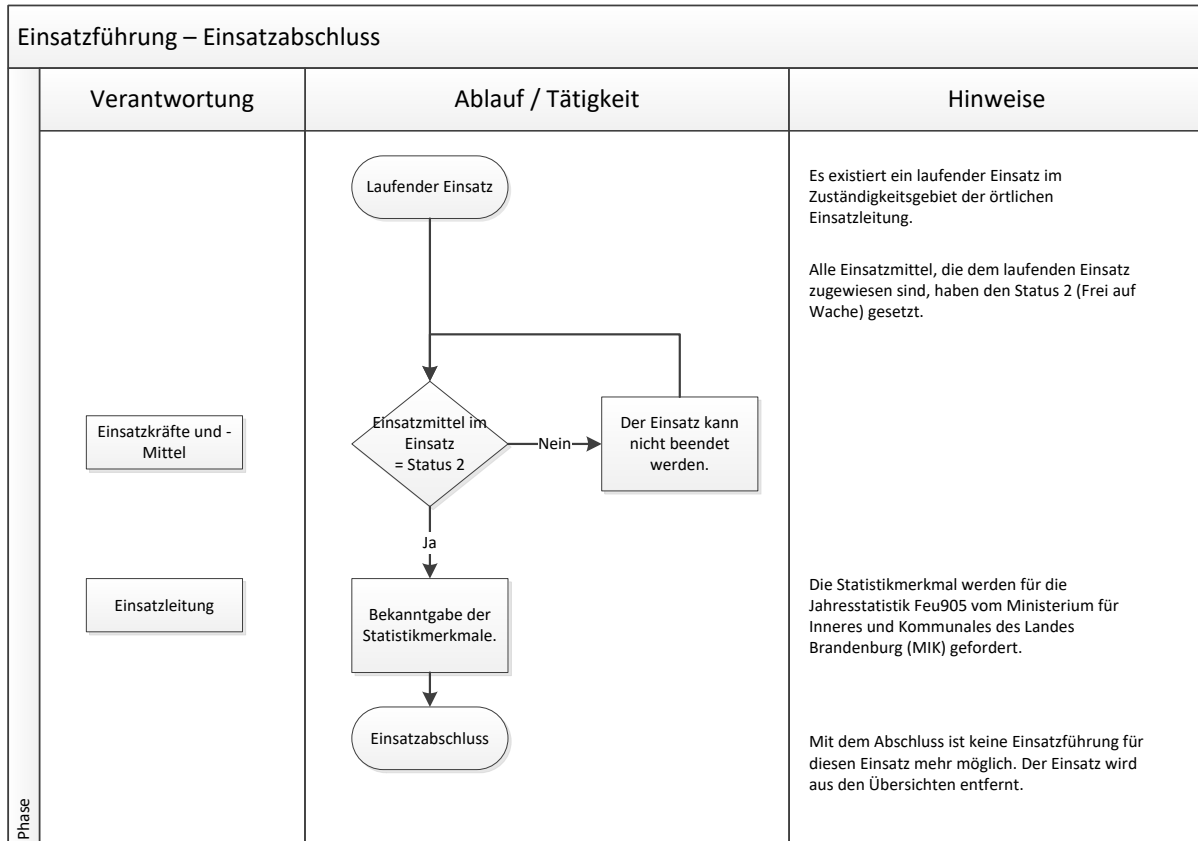 Einsatzführung – Einsatzabschluss
Verantwortung
Ablauf / Tätigkeit
Hinweise
Laufender Einsatz
Es existiert ein laufender Einsatz im
Zuständigkeitsgebiet der örtlichen
Einsatzleitung.
Alle Einsatzmittel, die dem laufenden Einsatz
zugewiesen sind, haben den Status 2 (Frei auf
Wache) gesetzt.
Einsatzkräfte und -
Mittel
Einsatzmittel im
Einsatz
= Status 2
Nein
Der Einsatz kann
nicht beendet
werden.
Ja
Einsatzleitung
Bekanntgabe der
Statistikmerkmale.
Die Statistikmerkmal werden für die
Jahresstatistik Feu905 vom Ministerium für
Inneres und Kommunales des Landes
Brandenburg (MIK) gefordert.
Einsatzabschluss
Mit dem Abschluss ist keine Einsatzführung für
diesen Einsatz mehr möglich. Der Einsatz wird
aus den Übersichten entfernt.
Phase